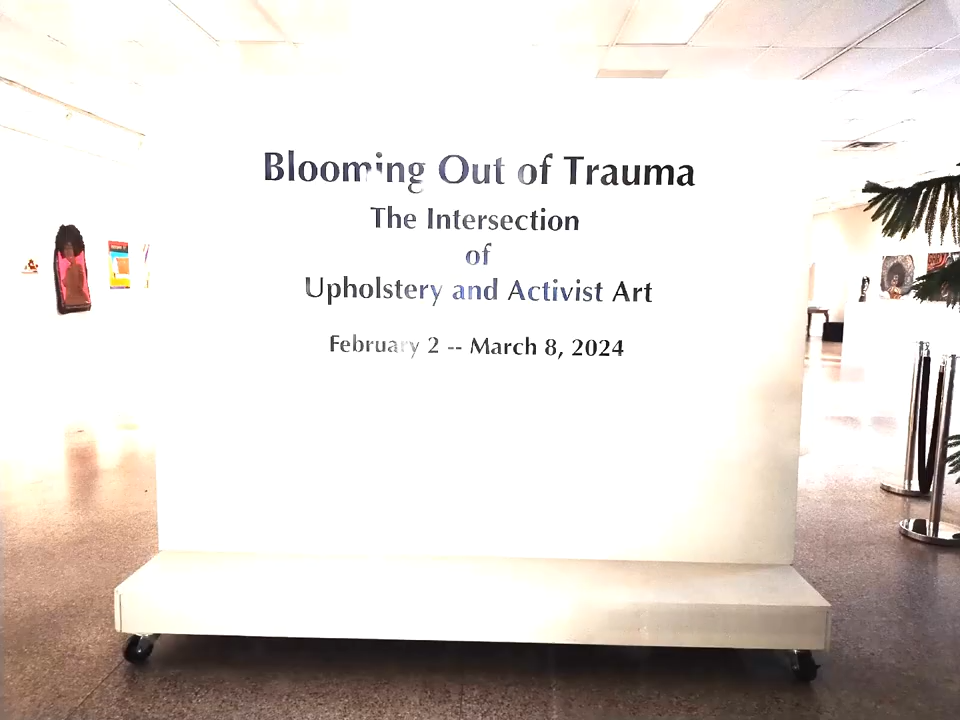 Blooming Out of Trauma
The Intersection
of
Upholstery and Activist Art
February 2 -- March 8, 2024